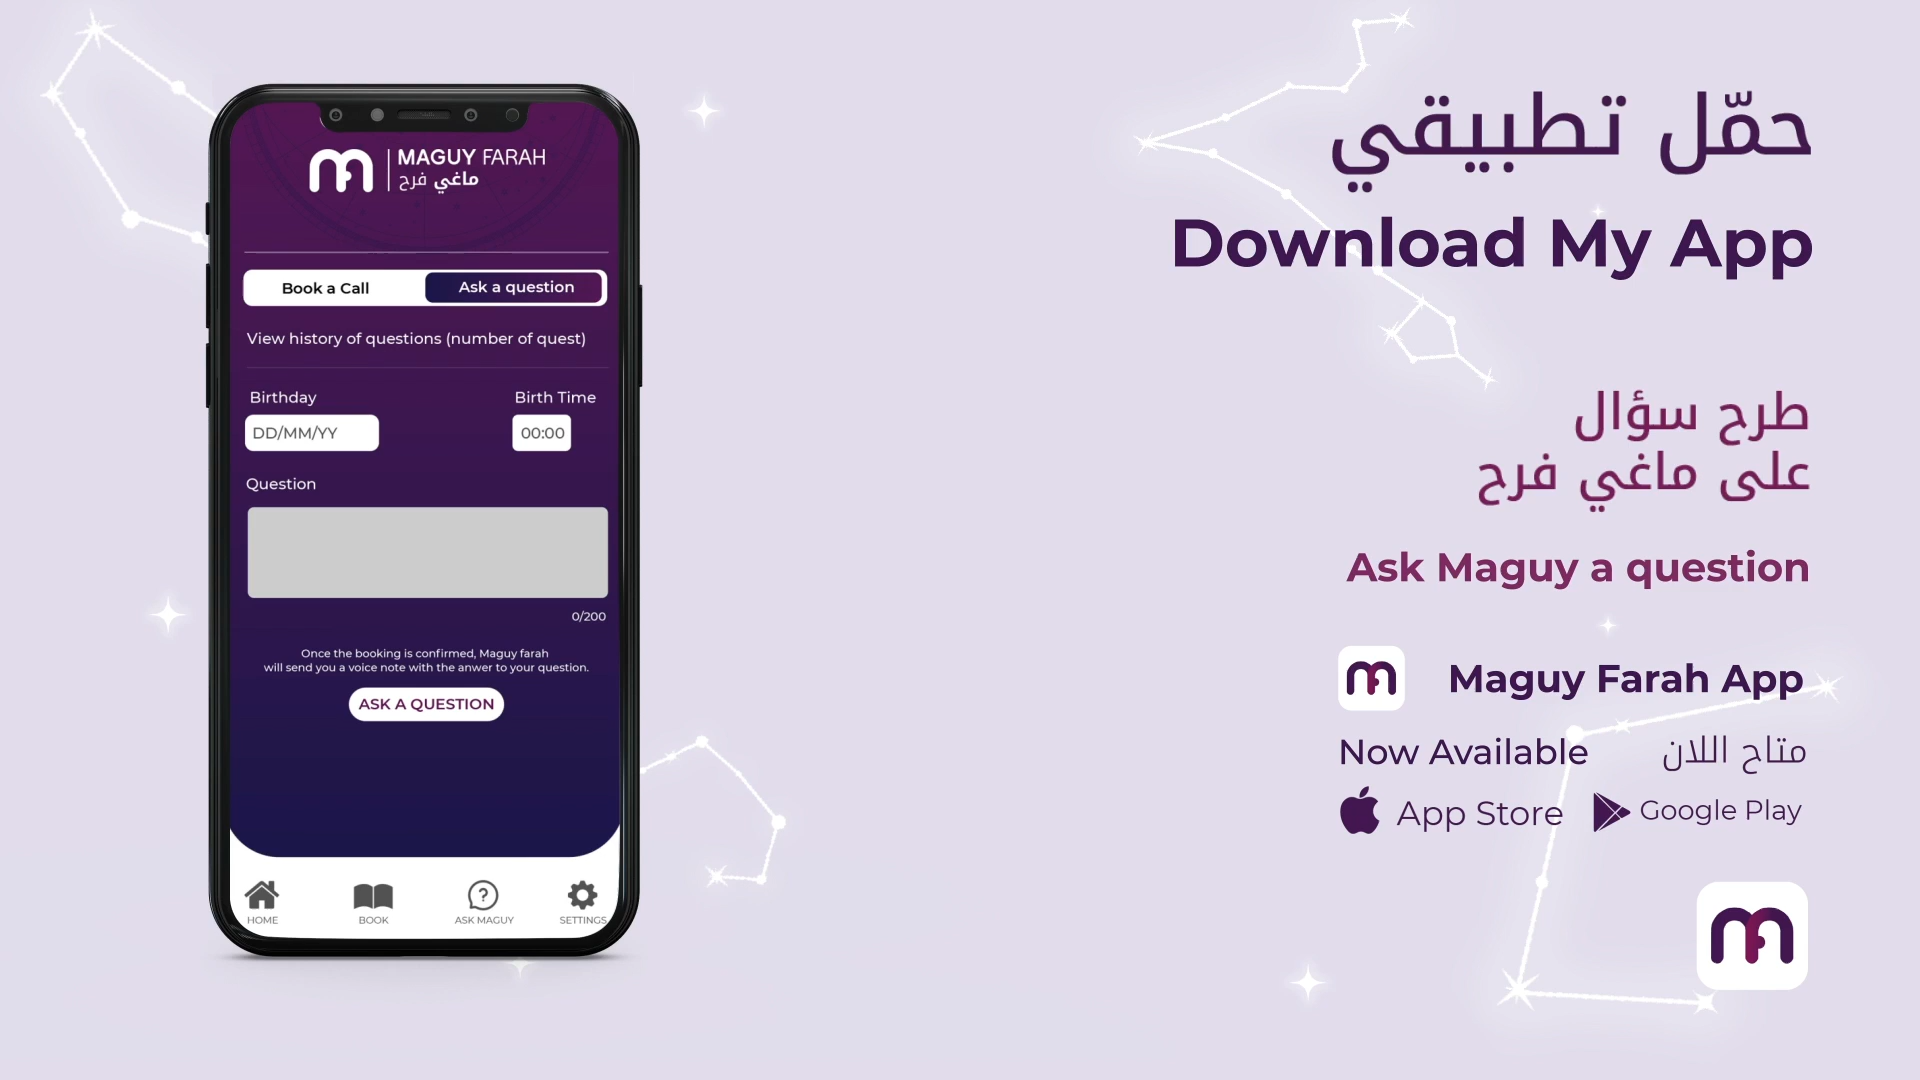 MAGUY FARAH
ماغي فرح
Book a Call
Ask a question
View history of questions (number of quest)
Birthday
Birth Time
DD/MM/YY
00:00
Question
0/200
Once the booking is confirmed, Maguy farah
will send you a voice note with the anwer to your question.
ASK A QUESTION
HOME
BOOK
ASK MAGUY
SETTINGS
حمّل تطبيقي
Download My App
طرح سؤال
على ماغي فرح
Ask Maguy a question
Maguy Farah App
Now Available
متاح اللان
App Store
Google Play